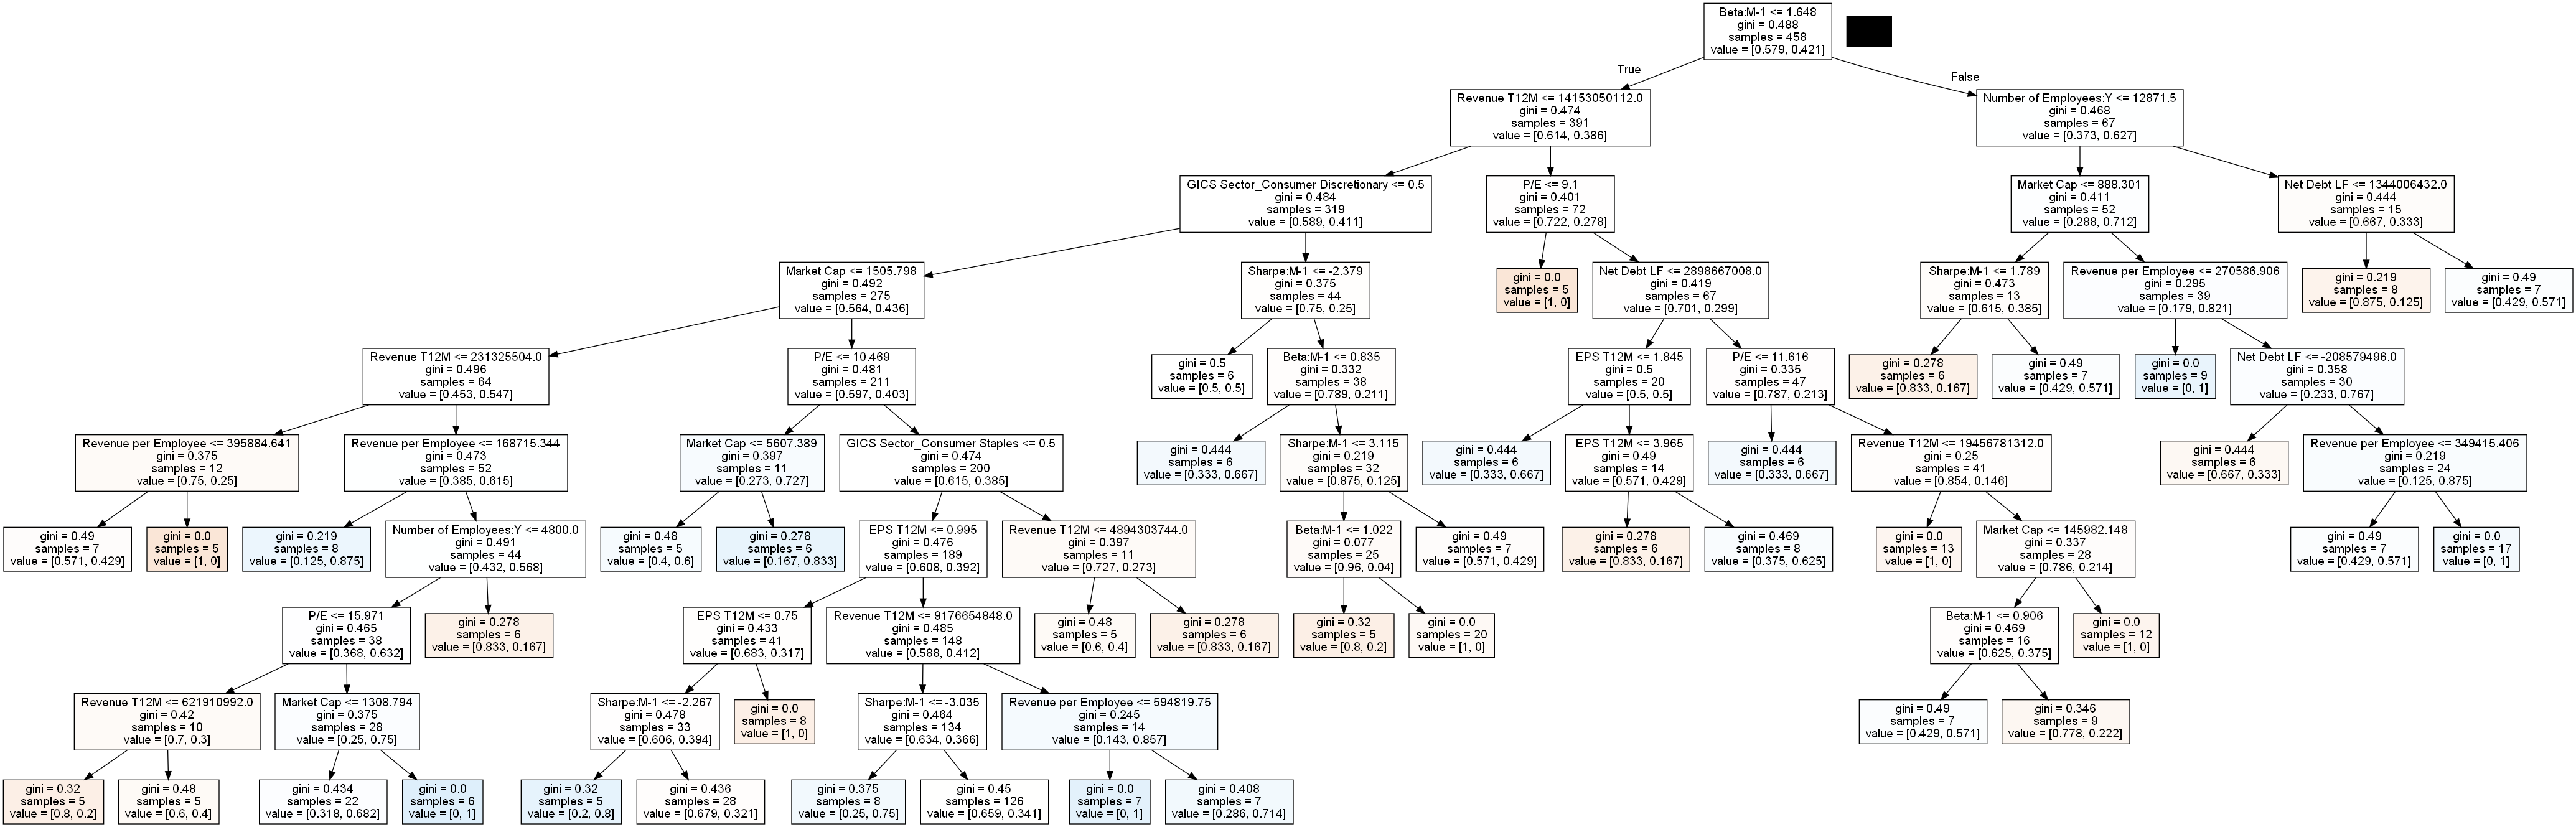 Beta:M-1 <= 1.648
gini = 0.488
samples = 458
value = [0.579, 0.421]
True
False
Revenue T12M <= 14153050112.0
gini = 0.474
samples = 391
value = [0.614, 0.386]
Number of Employees:Y <= 12871.5
gini = 0.468
samples = 67
value = [0.373, 0.627]
GICS Sector_Consumer Discretionary <= 0.5
gini = 0.484
samples = 319
value = [0.589, 0.411]
P/E <= 9.1
gini = 0.401
samples = 72
value = [0.722, 0.278]
Market Cap <= 888.301
gini = 0.411
samples = 52
value = [0.288, 0.712]
Net Debt LF <= 1344006432.0
gini = 0.444
samples = 15
value = [0.667, 0.333]
Market Cap <= 1505.798
gini = 0.492
samples = 275
value = [0.564, 0.436]
Sharpe:M-1 <= -2.379
gini = 0.375
samples = 44
value = [0.75, 0.25]
gini = 0.0
samples = 5
value = [1, 0]
Net Debt LF <= 2898667008.0
gini = 0.419
samples = 67
value = [0.701, 0.299]
Sharpe:M-1 <= 1.789
gini = 0.473
samples = 13
value = [0.615, 0.385]
Revenue per Employee <= 270586.906
gini = 0.295
samples = 39
value = [0.179, 0.821]
gini = 0.219
samples = 8
value = [0.875, 0.125]
gini = 0.49
samples = 7
value = [0.429, 0.571]
Revenue T12M <= 231325504.0
gini = 0.496
samples = 64
value = [0.453, 0.547]
P/E <= 10.469
gini = 0.481
samples = 211
value = [0.597, 0.403]
gini = 0.5
samples = 6
value = [0.5, 0.5]
Beta:M-1 <= 0.835
gini = 0.332
samples = 38
value = [0.789, 0.211]
EPS T12M <= 1.845
gini = 0.5
samples = 20
value = [0.5, 0.5]
P/E <= 11.616
gini = 0.335
samples = 47
value = [0.787, 0.213]
gini = 0.278
samples = 6
value = [0.833, 0.167]
gini = 0.49
samples = 7
value = [0.429, 0.571]
gini = 0.0
samples = 9
value = [0, 1]
Net Debt LF <= -208579496.0
gini = 0.358
samples = 30
value = [0.233, 0.767]
Revenue per Employee <= 395884.641
gini = 0.375
samples = 12
value = [0.75, 0.25]
Revenue per Employee <= 168715.344
gini = 0.473
samples = 52
value = [0.385, 0.615]
Market Cap <= 5607.389
gini = 0.397
samples = 11
value = [0.273, 0.727]
GICS Sector_Consumer Staples <= 0.5
gini = 0.474
samples = 200
value = [0.615, 0.385]
gini = 0.444
samples = 6
value = [0.333, 0.667]
Sharpe:M-1 <= 3.115
gini = 0.219
samples = 32
value = [0.875, 0.125]
gini = 0.444
samples = 6
value = [0.333, 0.667]
EPS T12M <= 3.965
gini = 0.49
samples = 14
value = [0.571, 0.429]
gini = 0.444
samples = 6
value = [0.333, 0.667]
Revenue T12M <= 19456781312.0
gini = 0.25
samples = 41
value = [0.854, 0.146]
gini = 0.444
samples = 6
value = [0.667, 0.333]
Revenue per Employee <= 349415.406
gini = 0.219
samples = 24
value = [0.125, 0.875]
gini = 0.49
samples = 7
value = [0.571, 0.429]
gini = 0.0
samples = 5
value = [1, 0]
gini = 0.219
samples = 8
value = [0.125, 0.875]
Number of Employees:Y <= 4800.0
gini = 0.491
samples = 44
value = [0.432, 0.568]
gini = 0.48
samples = 5
value = [0.4, 0.6]
gini = 0.278
samples = 6
value = [0.167, 0.833]
EPS T12M <= 0.995
gini = 0.476
samples = 189
value = [0.608, 0.392]
Revenue T12M <= 4894303744.0
gini = 0.397
samples = 11
value = [0.727, 0.273]
Beta:M-1 <= 1.022
gini = 0.077
samples = 25
value = [0.96, 0.04]
gini = 0.49
samples = 7
value = [0.571, 0.429]
gini = 0.278
samples = 6
value = [0.833, 0.167]
gini = 0.469
samples = 8
value = [0.375, 0.625]
gini = 0.0
samples = 13
value = [1, 0]
Market Cap <= 145982.148
gini = 0.337
samples = 28
value = [0.786, 0.214]
gini = 0.49
samples = 7
value = [0.429, 0.571]
gini = 0.0
samples = 17
value = [0, 1]
P/E <= 15.971
gini = 0.465
samples = 38
value = [0.368, 0.632]
gini = 0.278
samples = 6
value = [0.833, 0.167]
EPS T12M <= 0.75
gini = 0.433
samples = 41
value = [0.683, 0.317]
Revenue T12M <= 9176654848.0
gini = 0.485
samples = 148
value = [0.588, 0.412]
gini = 0.48
samples = 5
value = [0.6, 0.4]
gini = 0.278
samples = 6
value = [0.833, 0.167]
gini = 0.32
samples = 5
value = [0.8, 0.2]
gini = 0.0
samples = 20
value = [1, 0]
Beta:M-1 <= 0.906
gini = 0.469
samples = 16
value = [0.625, 0.375]
gini = 0.0
samples = 12
value = [1, 0]
Revenue T12M <= 621910992.0
gini = 0.42
samples = 10
value = [0.7, 0.3]
Market Cap <= 1308.794
gini = 0.375
samples = 28
value = [0.25, 0.75]
Sharpe:M-1 <= -2.267
gini = 0.478
samples = 33
value = [0.606, 0.394]
gini = 0.0
samples = 8
value = [1, 0]
Sharpe:M-1 <= -3.035
gini = 0.464
samples = 134
value = [0.634, 0.366]
Revenue per Employee <= 594819.75
gini = 0.245
samples = 14
value = [0.143, 0.857]
gini = 0.49
samples = 7
value = [0.429, 0.571]
gini = 0.346
samples = 9
value = [0.778, 0.222]
gini = 0.32
samples = 5
value = [0.8, 0.2]
gini = 0.48
samples = 5
value = [0.6, 0.4]
gini = 0.434
samples = 22
value = [0.318, 0.682]
gini = 0.0
samples = 6
value = [0, 1]
gini = 0.32
samples = 5
value = [0.2, 0.8]
gini = 0.436
samples = 28
value = [0.679, 0.321]
gini = 0.375
samples = 8
value = [0.25, 0.75]
gini = 0.45
samples = 126
value = [0.659, 0.341]
gini = 0.0
samples = 7
value = [0, 1]
gini = 0.408
samples = 7
value = [0.286, 0.714]